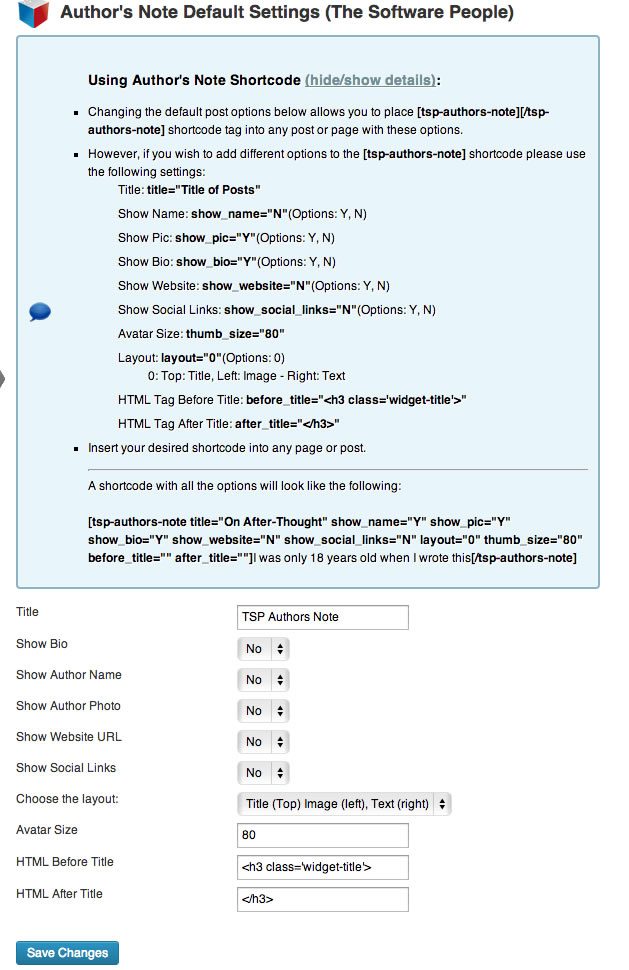 Author's Note Default Settings (The Software People)
Using Author's Note Shortcode (hide/show details):
Changing the default post options below allows you to place [tsp-authors-note][/tsp-
authors-note] shortcode tag into any post or page with these options.
However, if you wish to add different options to the [tsp-authors-note] shortcode please use
the following settings:
Title: title="Title of Posts"
Show Name: show_name="N"(Options: Y, N)
Show Pic: show_pic="Y"(Options: Y, N)
Show Bio: show_bio="Y"(Options: Y, N)
Show Website: show_website="N"(Options: Y, N)
Show Social Links: show_social_links="N"(Options: Y, N)
Avatar Size: thumb_size="80"
Layout: layout="0"(Options: 0)
0: Top: Title, Left: Image - Right: Text
HTML Tag Before Title: before_title="<h3 class='widget-title'>"
HTML Tag After Title: after_title="</h3>"
Insert your desired shortcode into any page or post.
A shortcode with all the options will look like the following:
[tsp-authors-note title="On After-Thought" show_name="Y" show_pic="Y"
show_bio="Y" show_website="N" show_social_links="N" layout="0" thumb_size="80"
before_title="" after_title=""]I was only 18 years old when I wrote this[/tsp-authors-note]
Title TSP Authors Note
Show Bio No
Show Author Name No
Show Author Photo No
Show Website URL No
Show Social Links No
Choose the layout: Title (Top) Image (left), Text (right)
Avatar Size 80
HTML Before Title <h3 class='widget-title'>
HTML After Title </h3>
Save Changes